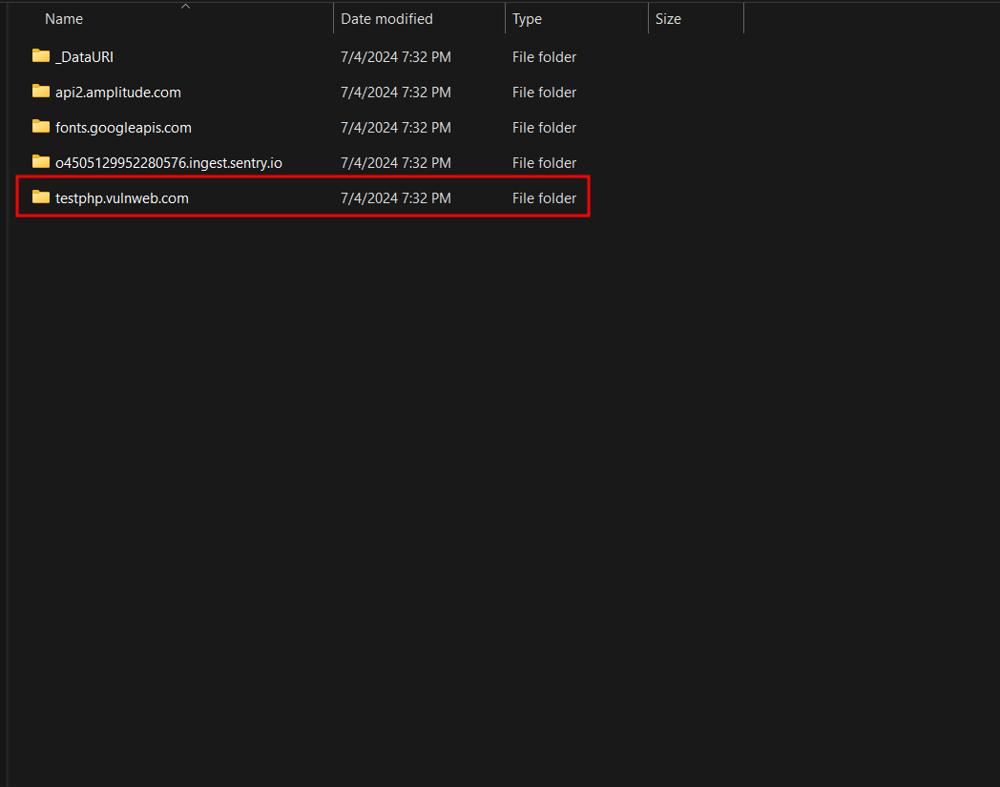 Name Date modified Type Size
_DataURI 7/4/2024 7:32 PM File folder
api2.amplitude.com 7/4/2024 7:32 PM File folder
fonts.googleapis.com 7/4/2024 7:32 PM File folder
o4505129952280576.ingest.sentry.io 7/4/2024 7:32 PM File folder
testphp.vulnweb.com 7/4/2024 7:32 PM File folder